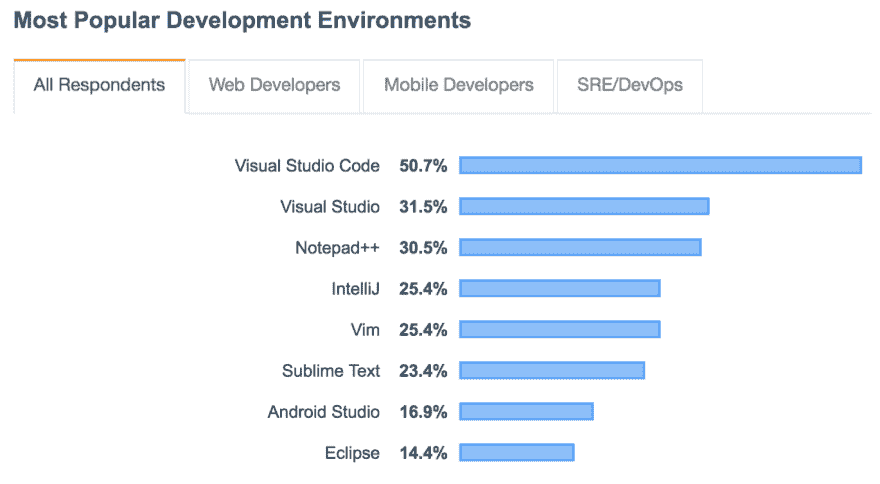 Most Popular Development Environments
All Respondents Web Developers Mobile Developers SRE/DevOps
Visual Studio Code 50.7%
Visual Studio 31.5%
Notepad++ 30.5%
IntelliJ 25.4%
Vim 25.4%
Sublime Text 23.4%
Android Studio 16.9%
Eclipse 14.4%